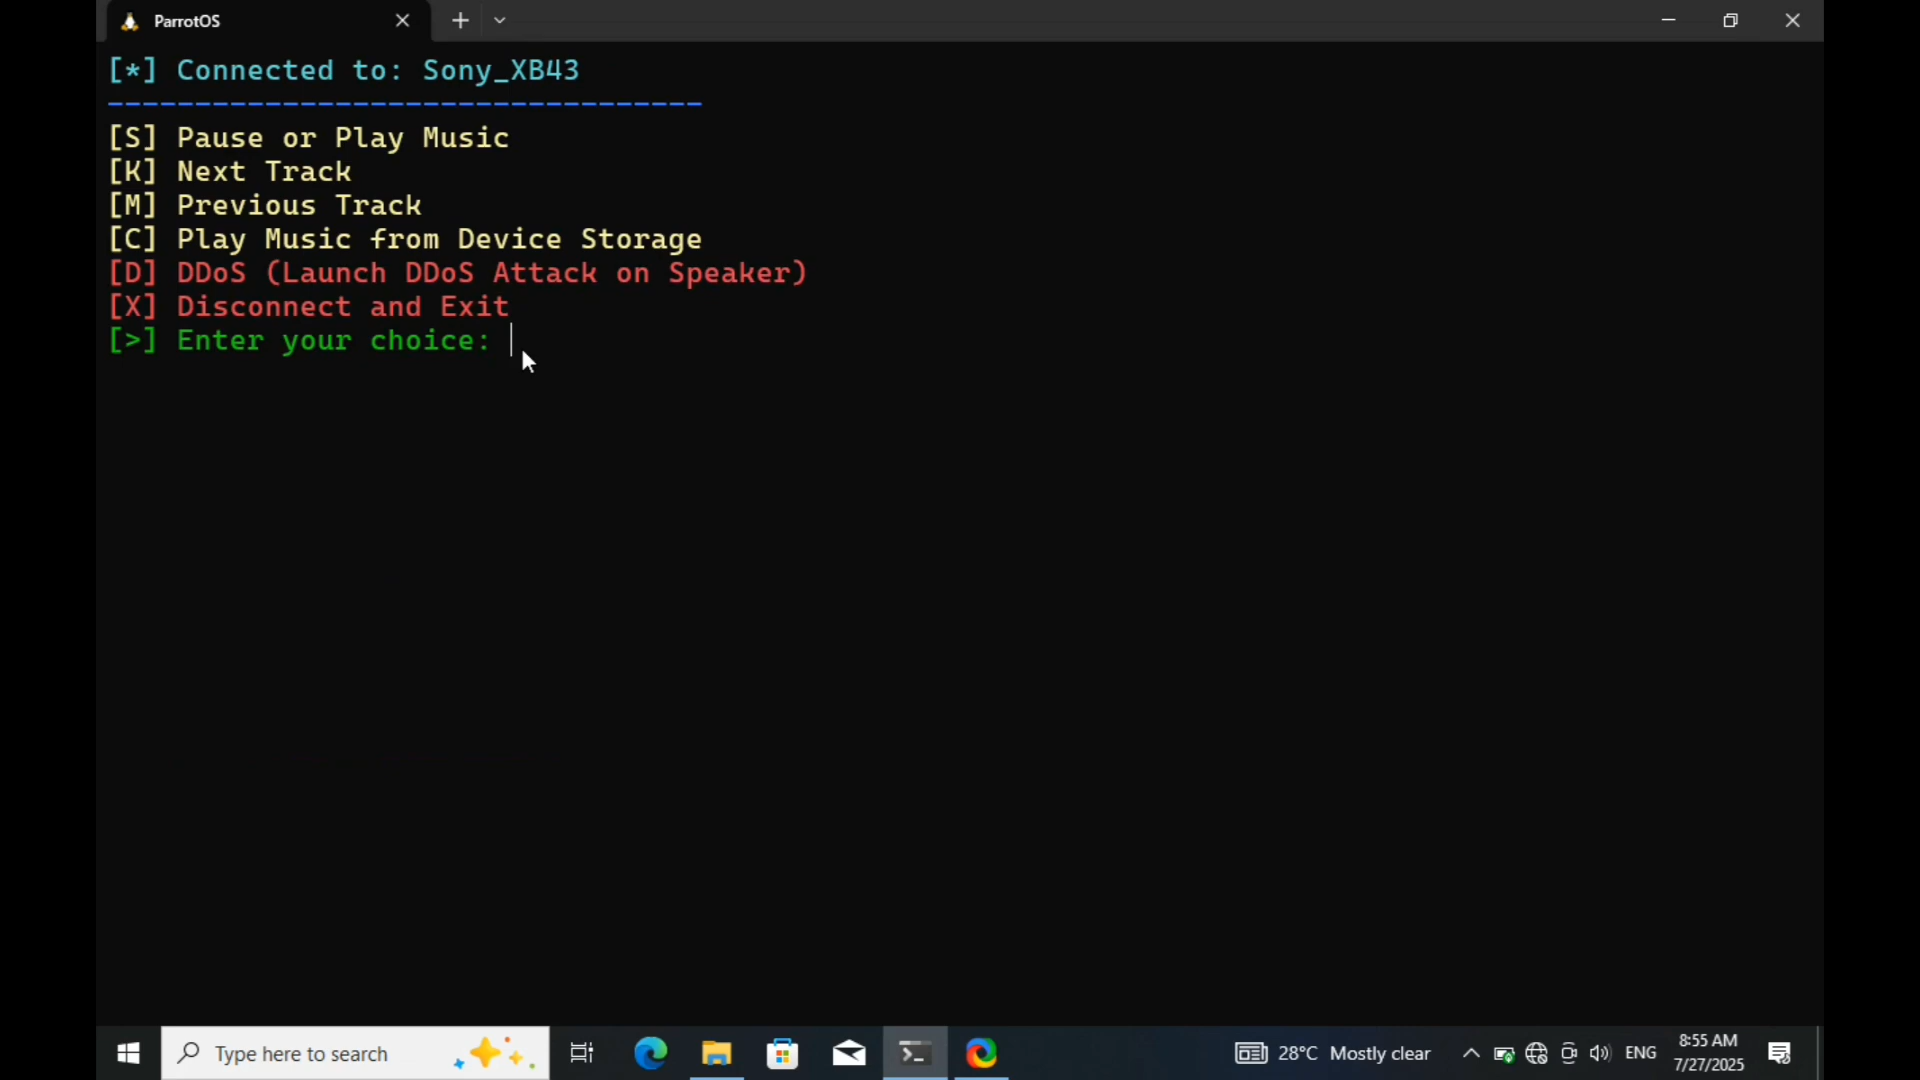 ParrotOS
[*] Connected to: Sony_XB43
----------------------------------
[S] Pause or Play Music
[K] Next Track
[M] Previous Track
[C] Play Music from Device Storage
[D] DDoS (Launch DDoS Attack on Speaker)
[X] Disconnect and Exit
[>] Enter your choice:
Type here to search
28°C Mostly clear
ENG
8:55 AM
7/27/2025